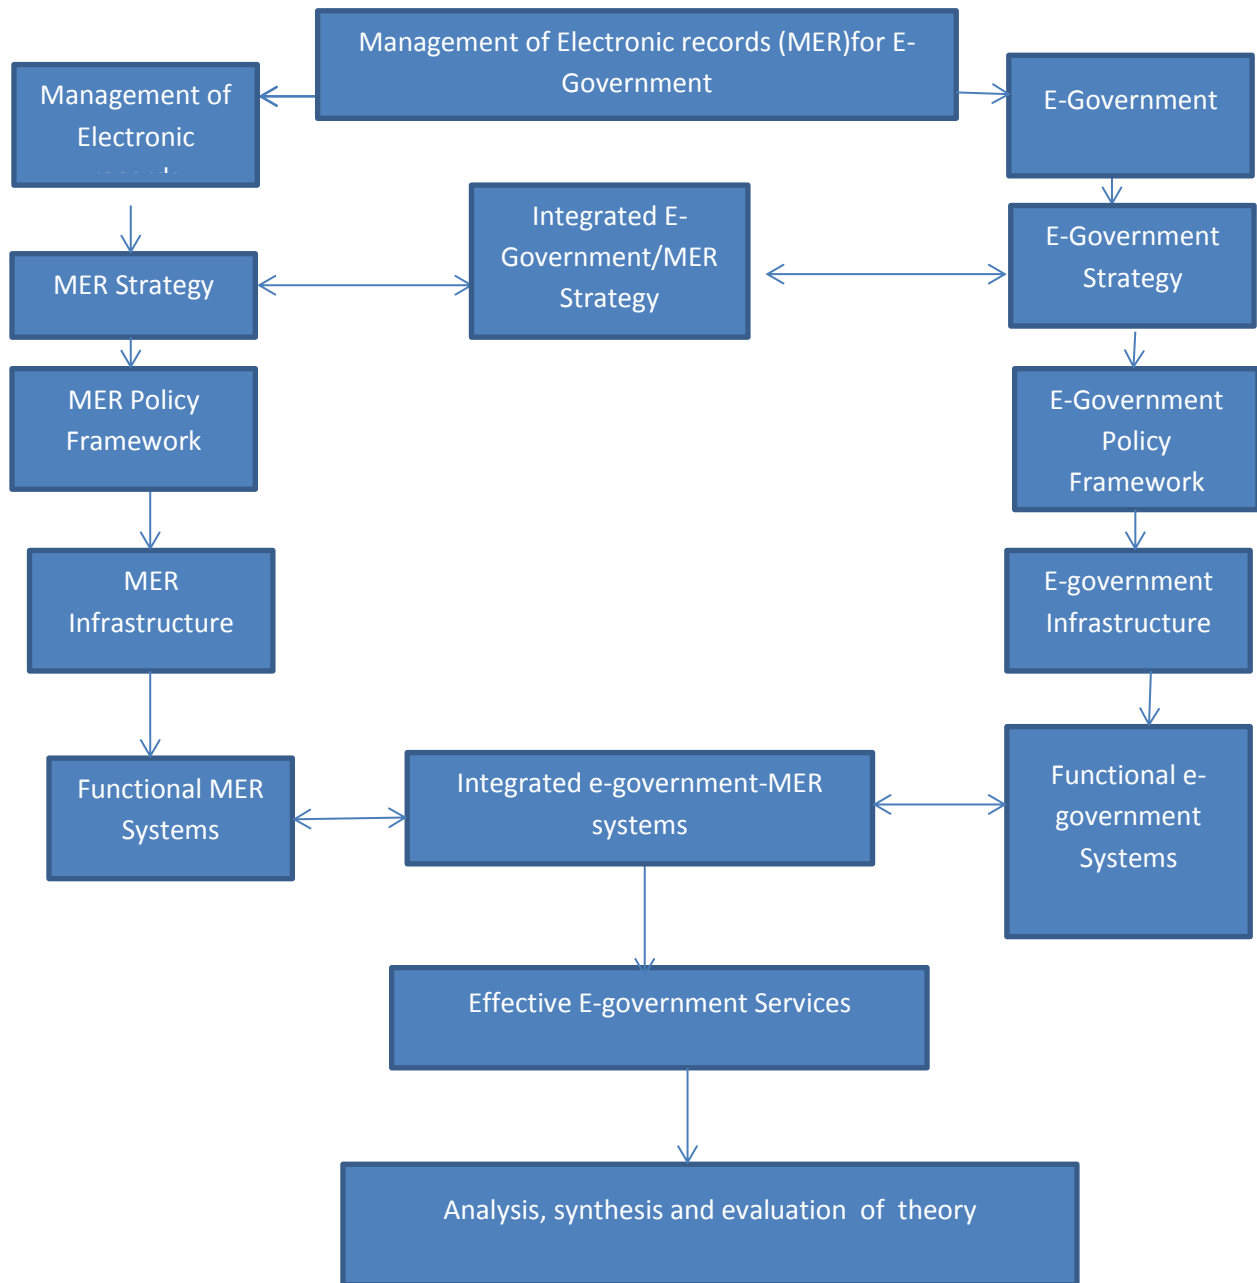 Management of Electronic records (MER)for E-
Government
Management of
Electronic
E-Government
Integrated E-
Government/MER
Strategy
E-Government
Strategy
MER Strategy
MER Policy
Framework
E-Government
Policy
Framework
MER
Infrastructure
E-government
Infrastructure
Functional MER
Systems
Integrated e-government-MER
systems
Functional e-
government
Systems
Effective E-government Services
Analysis, synthesis and evaluation  of  theory